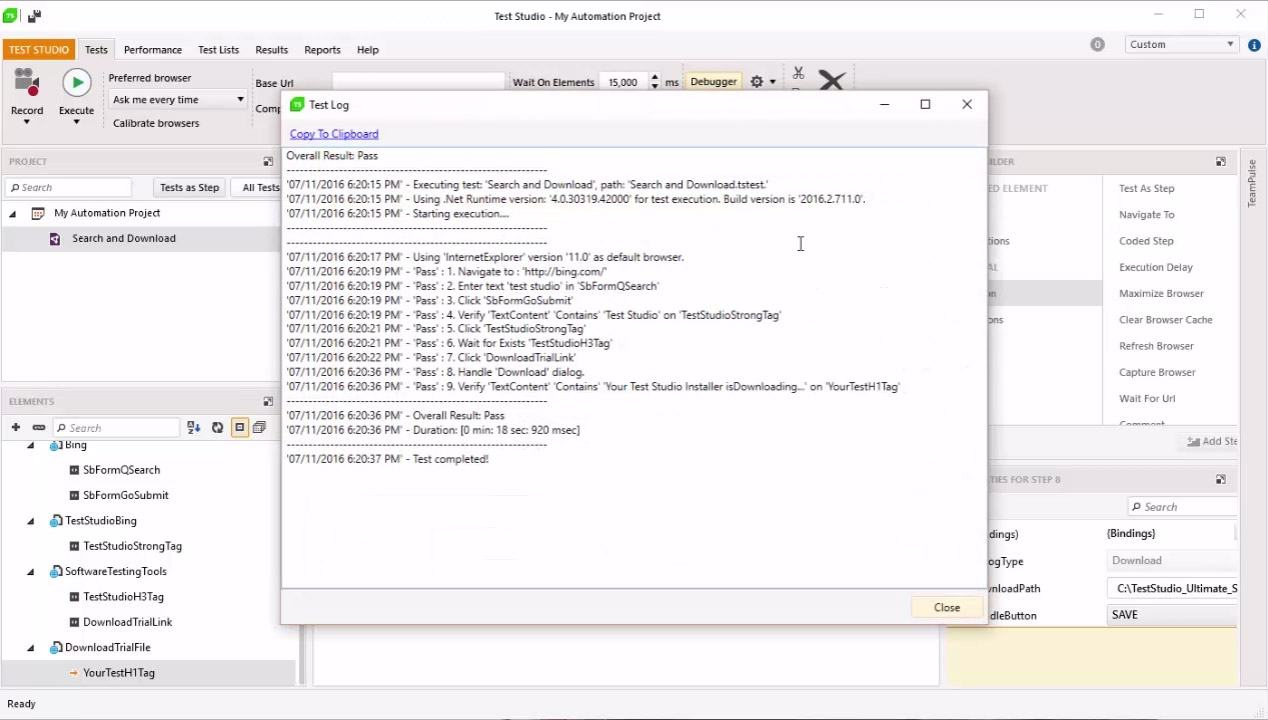 TS
Test Studio - My Automation Project
TEST STUDIO Tests Performance Test Lists Results Reports Help
0 Custom
Record
Execute
Preferred browser
Ask me every time
Calibrate browsers
Base Url
Wait On Elements 15,000 ms
Debugger
TS Test Log
Copy To Clipboard
Overall Result: Pass
------------------------------------------------------------
'07/11/2016 6:20:15 PM' - Executing test: 'Search and Download', path: 'Search and Download.tstest.'
'07/11/2016 6:20:15 PM' - Using .Net Runtime version: '4.0.30319.42000' for test execution. Build version is '2016.2.711.0'.
'07/11/2016 6:20:15 PM' - Starting execution....
------------------------------------------------------------
------------------------------------------------------------
'07/11/2016 6:20:17 PM' - Using 'InternetExplorer' version '11.0' as default browser.
'07/11/2016 6:20:19 PM' - 'Pass' : 1. Navigate to : 'http://bing.com/'
'07/11/2016 6:20:19 PM' - 'Pass' : 2. Enter text 'test studio' in 'SbFormQSearch'
'07/11/2016 6:20:19 PM' - 'Pass' : 3. Click 'SbFormGoSubmit'
'07/11/2016 6:20:19 PM' - 'Pass' : 4. Verify 'TextContent' 'Contains' 'Test Studio' on 'TestStudioStrongTag'
'07/11/2016 6:20:21 PM' - 'Pass' : 5. Click 'TestStudioStrongTag'
'07/11/2016 6:20:21 PM' - 'Pass' : 6. Wait for Exists 'TestStudioH3Tag'
'07/11/2016 6:20:22 PM' - 'Pass' : 7. Click 'DownloadTrialLink'
'07/11/2016 6:20:36 PM' - 'Pass' : 8. Handle 'Download' dialog.
'07/11/2016 6:20:36 PM' - 'Pass' : 9. Verify 'TextContent' 'Contains' 'Your Test Studio Installer isDownloading...' on 'YourTestH1Tag'
------------------------------------------------------------
'07/11/2016 6:20:36 PM' - Overall Result: Pass
'07/11/2016 6:20:36 PM' - Duration: [0 min: 18 sec: 920 msec]
------------------------------------------------------------
'07/11/2016 6:20:37 PM' - Test completed!
Close
PROJECT
Search Tests as Step All Tests
My Automation Project
Search and Download
ELEMENTS
Search
Bing
SbFormQSearch
SbFormGoSubmit
TestStudioBing
TestStudioStrongTag
SoftwareTestingTools
TestStudioH3Tag
DownloadTrialLink
DownloadTrialFile
YourTestH1Tag
ILDER
ED ELEMENT
tions
AL
on
ons
Test As Step
Navigate To
Coded Step
Execution Delay
Maximize Browser
Clear Browser Cache
Refresh Browser
Capture Browser
Wait For Url
Comment
Add Ste
TIES FOR STEP 8
Search
dings) (Bindings)
ogType Download
wnloadPath C:\TestStudio_Ultimate_S
dleButton SAVE
TeamPulse
Ready